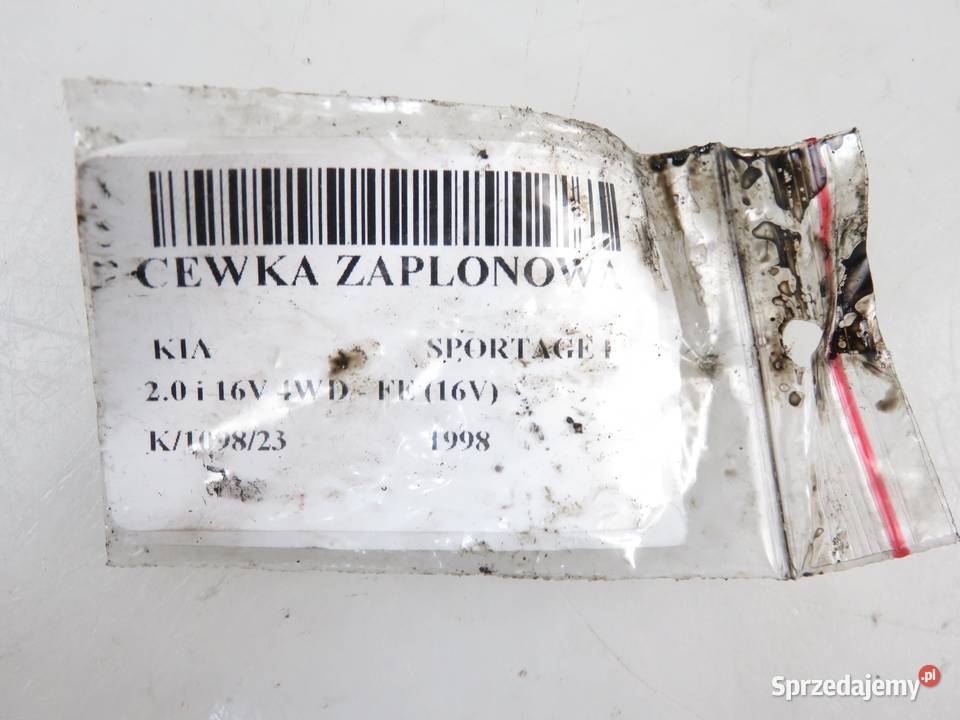 CEWKA ZAPLONOWA
KIA SPORTAGE I
2.0 i 16V 4WD - FE (16V)
K/1098/23 1998
Sprzedajemy.pl